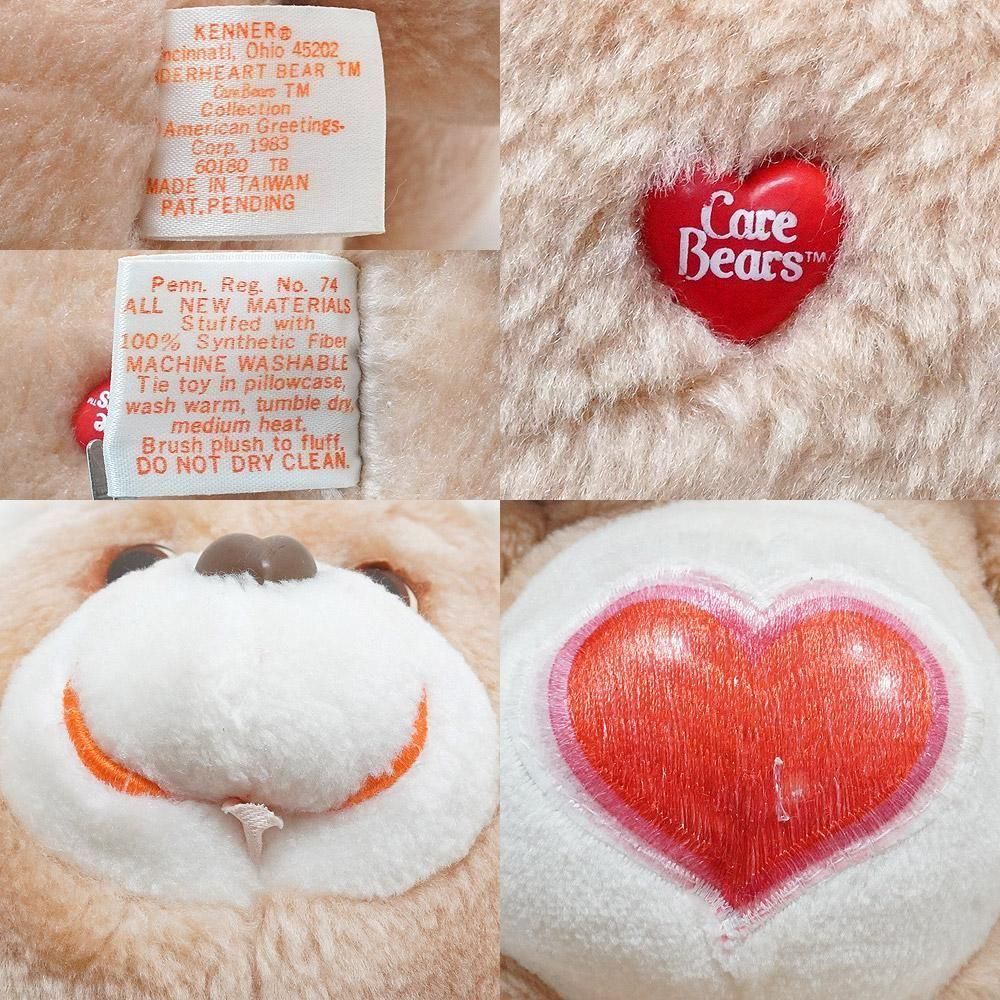 KENNER®
ncinnati, Ohio 45202
DERHEART BEAR TM
Care Bears TM
Collection
American Greetings-
Corp. 1983
60180 TB
MADE IN TAIWAN
PAT. PENDING
Care
Bears™
Penn. Reg. No. 74
ALL NEW MATERIALS
Stuffed with
100% Synthetic Fiber
MACHINE WASHABLE
Tie toy in pillowcase,
wash warm, tumble dry,
medium heat.
Brush plush to fluff.
DO NOT DRY CLEAN.